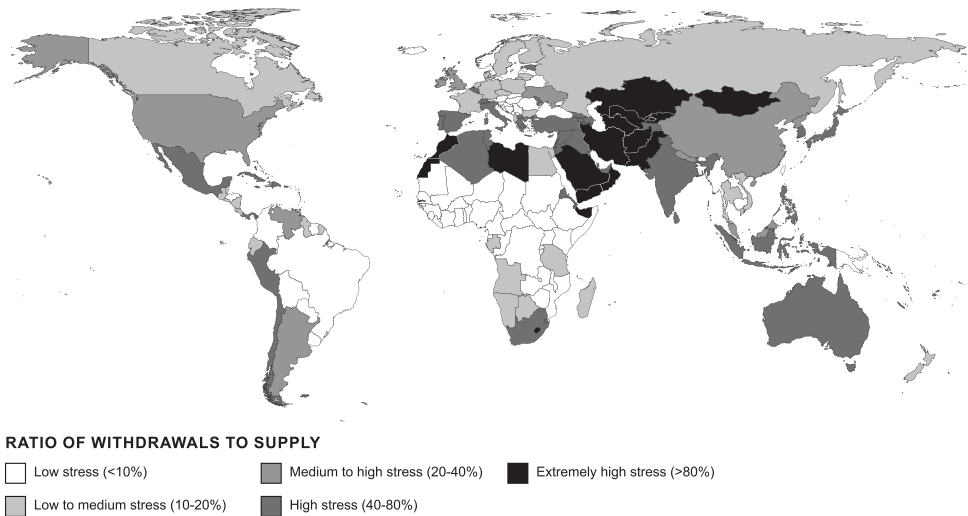 RATIO OF WITHDRAWALS TO SUPPLY
Low stress (<10%)
Medium to high stress (20-40%)
Extremely high stress (>80%)
Low to medium stress (10-20%)
High stress (40-80%)